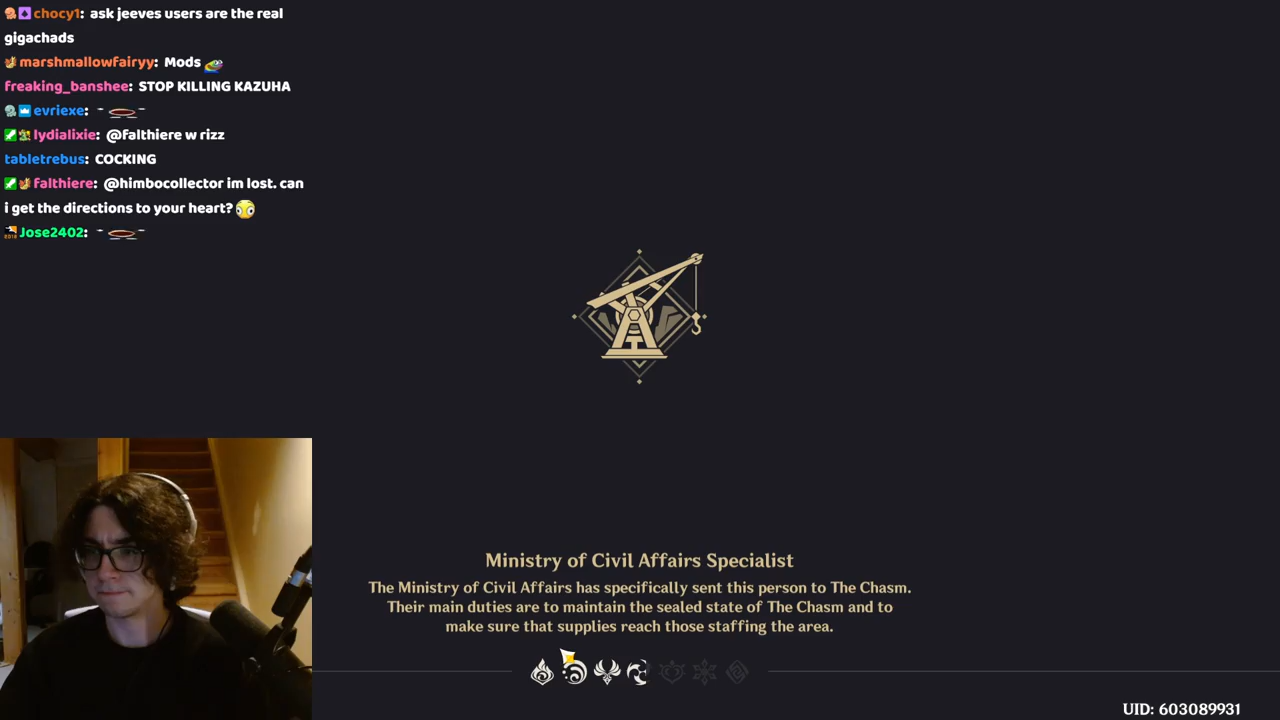 chocy1: ask jeeves users are the real
gigachads
marshmallowfairyy: Mods
freaking_banshee: STOP KILLING KAZUHA
evriexe:
lydialixie: @falthiere w rizz
tabletrebus: COCKING
falthiere: @himbocollector im lost. can
i get the directions to your heart?
Jose2402:
Ministry of Civil Affairs Specialist
The Ministry of Civil Affairs has specifically sent this person to The Chasm.
Their main duties are to maintain the sealed state of The Chasm and to
make sure that supplies reach those staffing the area.
UID: 603089931